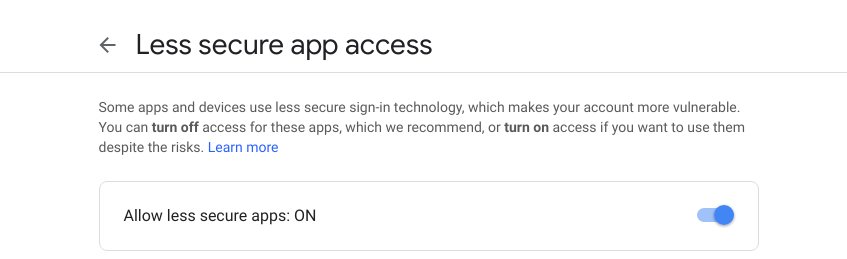 Less secure app access
Some apps and devices use less secure sign-in technology, which makes your account more vulnerable.
You can turn off access for these apps, which we recommend, or turn on access if you want to use them
despite the risks. Learn more
Allow less secure apps: ON